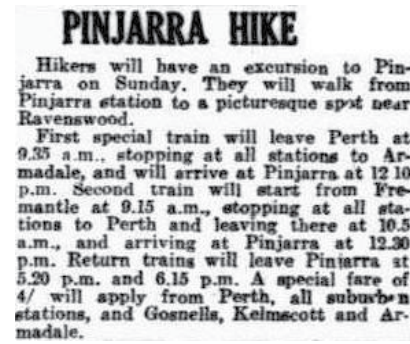 PINJARRA HIKE
Hikers will have an excursion to Pin-
jarra on Sunday. They will walk from
Pinjarra station to a picturesque spot near
Ravenswood.
First special train will leave Perth at
9.35 a.m., stopping at all stations to Ar-
madale, and will arrive at Pinjarra at 12 10
p.m. Second train will start from Fre-
mantle at 9.15 a.m., stopping at all sta-
tions to Perth and leaving there at 10.5
a.m., and arriving at Pinjarra at 12.30
p.m. Return trains will leave Pinjarra at
5.20 p.m. and 6.15 p.m. A special fare of
4/ will apply from Perth, all suburban
stations, and Gosnells, Kelmscott and Ar-
madale.